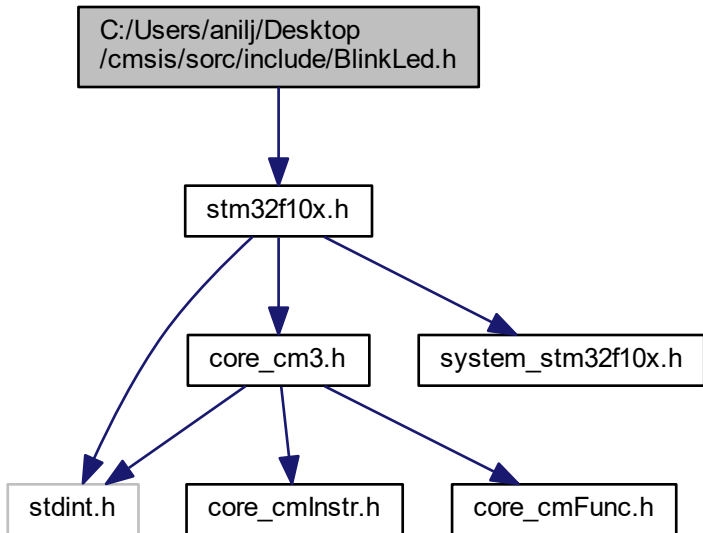 C:/Users/anilj/Desktop
/cmsis/sorc/include/BlinkLed.h
stm32f10x.h
core_cm3.h
system_stm32f10x.h
stdint.h
core_cmInstr.h
core_cmFunc.h